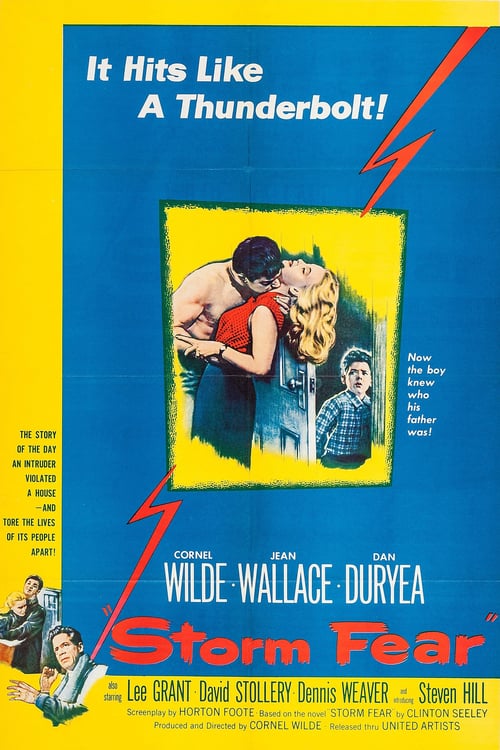 It Hits Like
A Thunderbolt!
Now
the boy
knew
who
his
father
was!
THE STORY
OF THE DAY
AN INTRUDER
VIOLATED
A HOUSE
—AND
TORE THE LIVES
OF ITS PEOPLE
APART!
CORNEL JEAN DAN
WILDE · WALLACE · DURYEA
"Storm Fear"
also starring Lee GRANT · David STOLLERY · Dennis WEAVER and introducing Steven HILL
Screenplay by HORTON FOOTE · Based on the novel 'STORM FEAR' by CLINTON SEELEY
Produced and Directed by CORNEL WILDE · Released thru UNITED ARTISTS